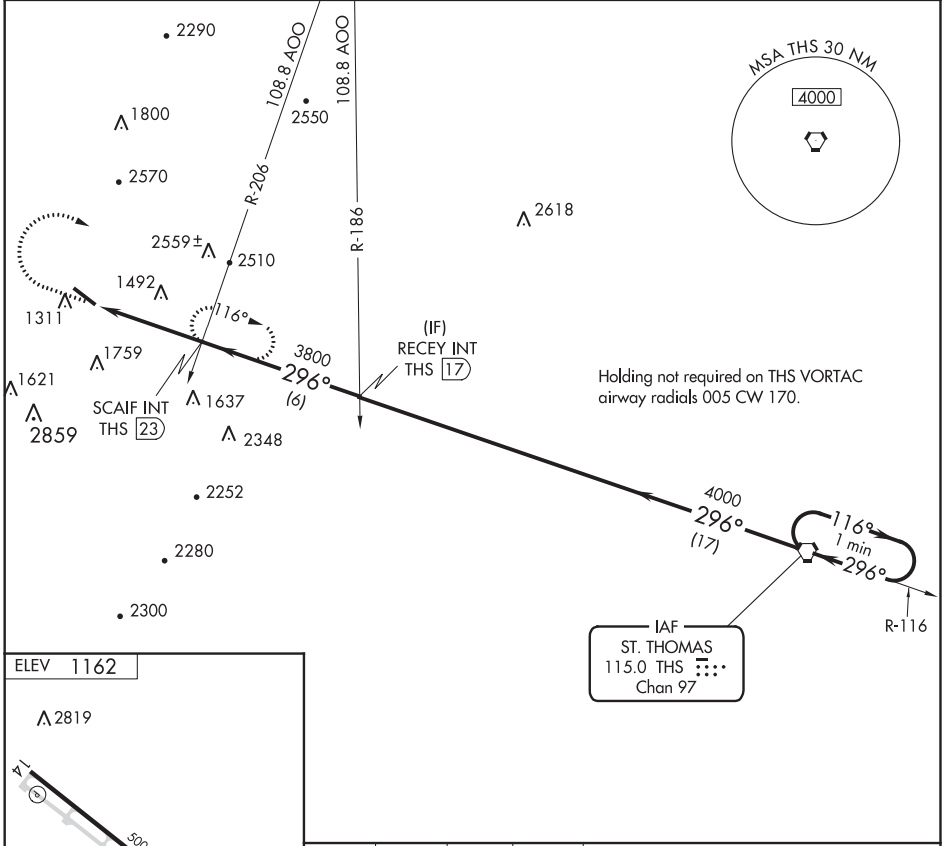 2290
108.8 AOO
108.8 AOO
MSA THS 30 NM
4000
2550
1800
2570
R-206
R-186
2618
2559±
2510
1492
1311
116°
(IF)
RECEY INT
THS 17
3800
296°
(6)
1759
1621
2859
SCAIF INT
THS 23
1637
2348
Holding not required on THS VORTAC
airway radials 005 CW 170.
2252
4000
296°
(17)
116°
1 min
296°
2280
2300
R-116
IAF
ST. THOMAS
115.0 THS
Chan 97
ELEV 1162
2819
14
P
500